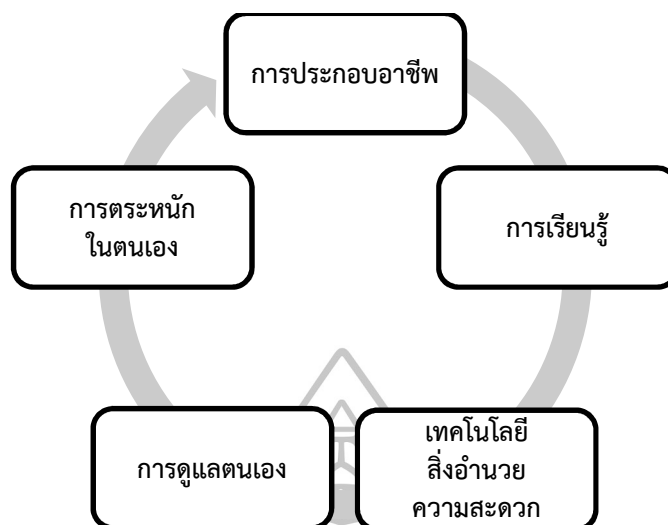 การประกอบอาชีพ
การเรียนรู้
เทคโนโลยี
สิ่งอำนวย
ความสะดวก
การดูแลตนเอง
การตระหนัก
ในตนเอง